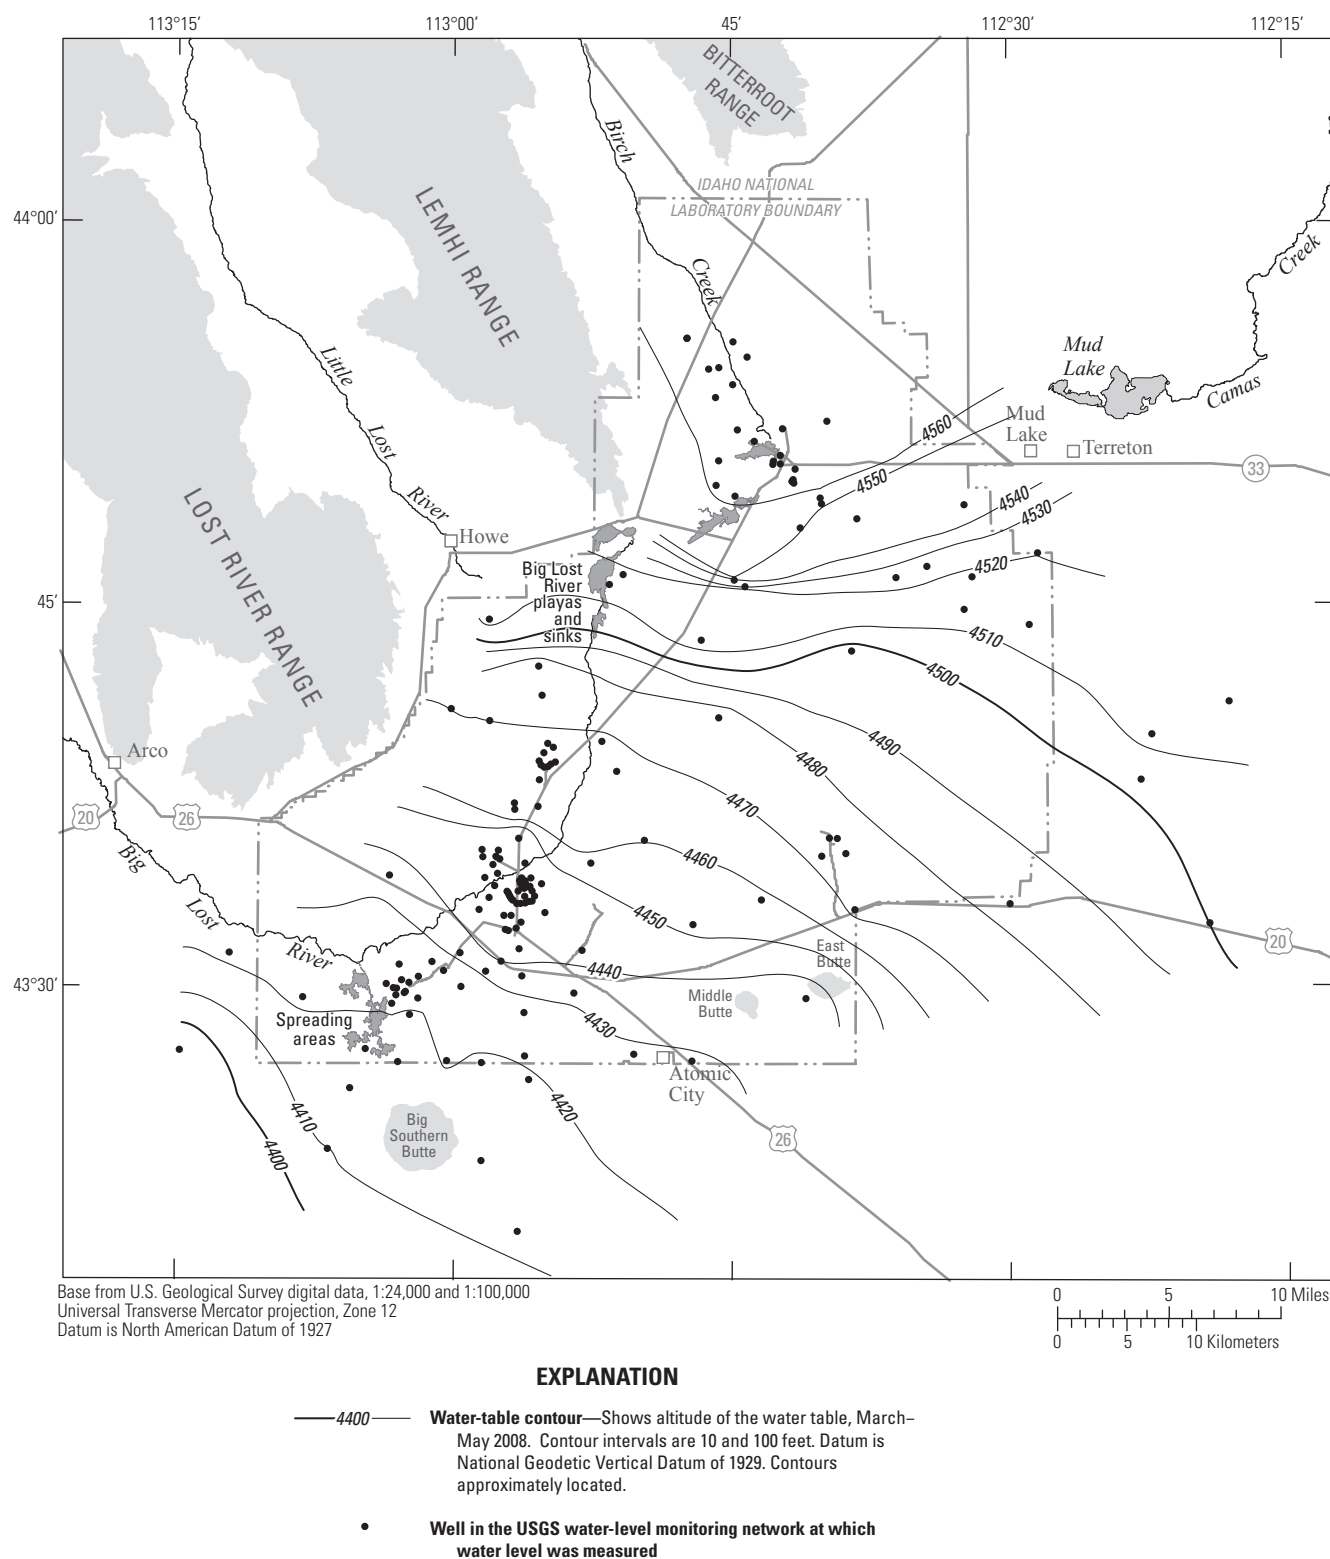 113°15′
113°00′
45′
112°30′
112°15′
BITTERROOT
RANGE
Birch
IDAHO NATIONAL
LABORATORY BOUNDARY
44°00′
LEMHI RANGE
Creek
Creek
Mud
Lake
Camas
Little
Lost
River
4560
Mud
Lake
Terreton
33
4550
4540
4530
LOST RIVER RANGE
Howe
4520
Big Lost
River
playas
and
sinks
45′
4510
4500
4490
4480
Arco
4470
20
26
Big
Lost
River
4460
4450
4440
East
Butte
20
43°30′
Middle
Butte
Spreading
areas
4430
Atomic
City
4420
4410
4400
Big
Southern
Butte
26
Base from U.S. Geological Survey digital data, 1:24,000 and 1:100,000
Universal Transverse Mercator projection, Zone 12
Datum is North American Datum of 1927
0 5 10 Miles
0 5 10 Kilometers
EXPLANATION
4400 Water-table contour—Shows altitude of the water table, March–
May 2008. Contour intervals are 10 and 100 feet. Datum is
National Geodetic Vertical Datum of 1929. Contours
approximately located.
Well in the USGS water-level monitoring network at which
water level was measured